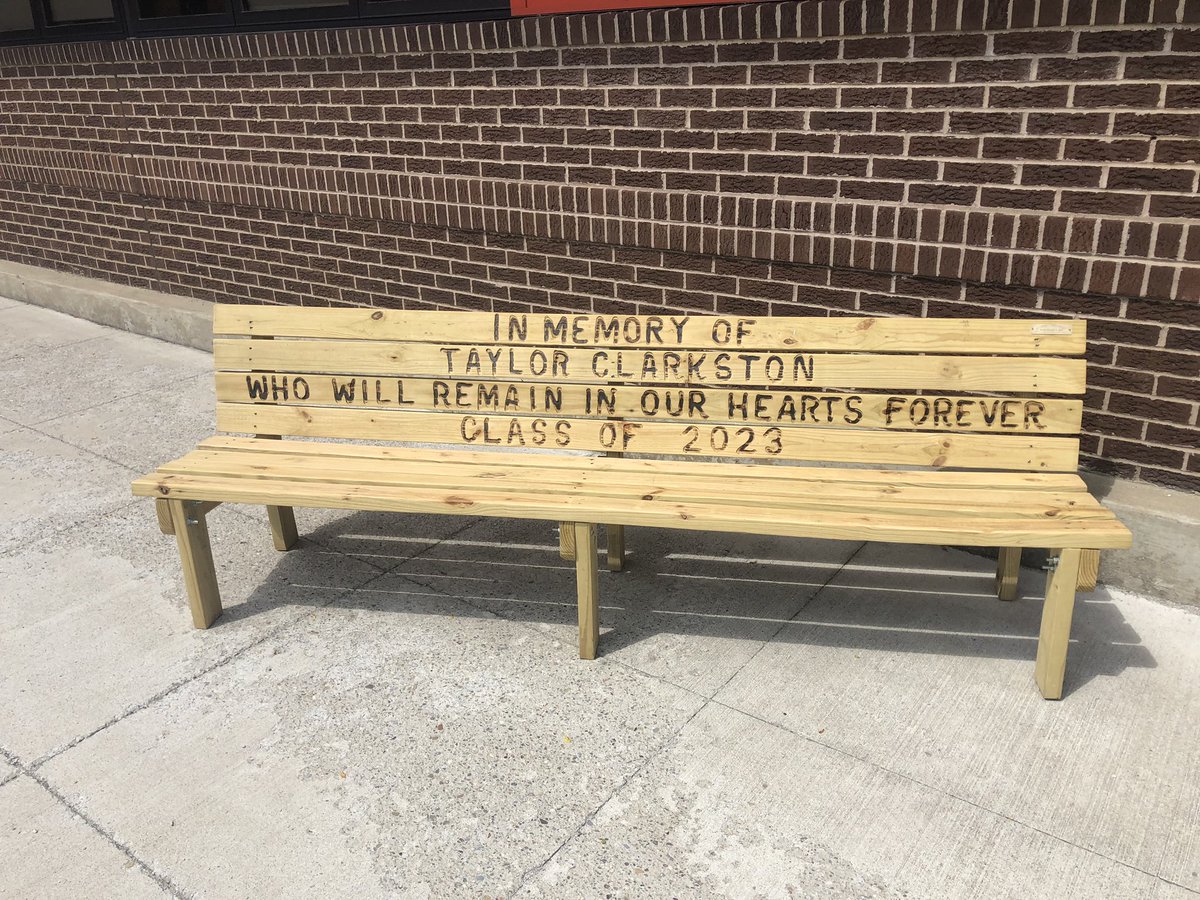 IN MEMORY OF
TAYLOR CLARKSTON
WHO WILL REMAIN IN OUR HEARTS FOREVER
CLASS OF 2023